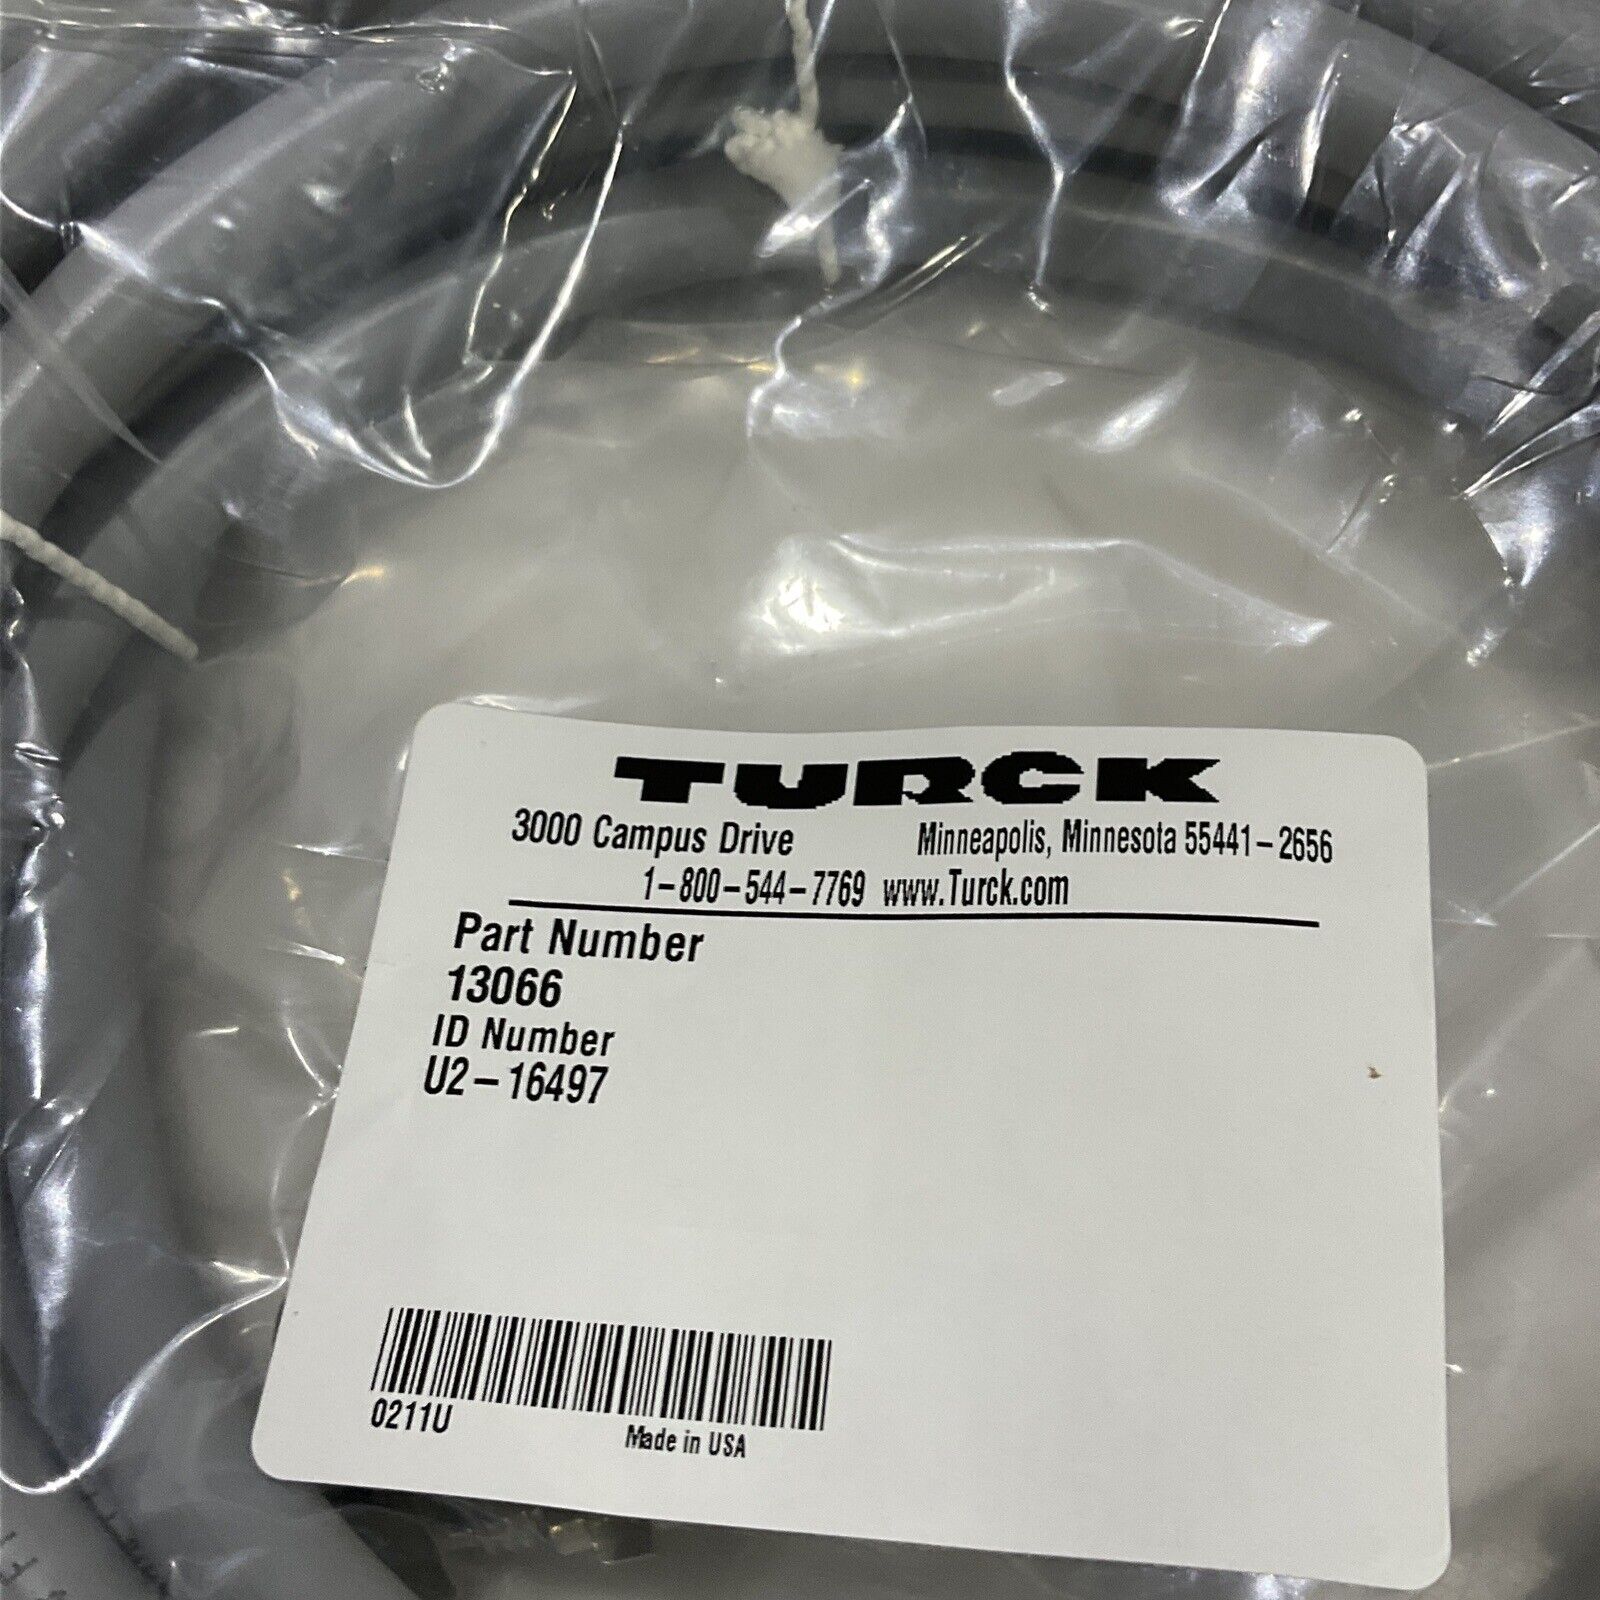 TURCK
3000 Campus Drive Minneapolis, Minnesota 55441-2656
1-800-544-7769 www.Turck.com
Part Number
13066
ID Number
U2-16497
0211U
Made in USA